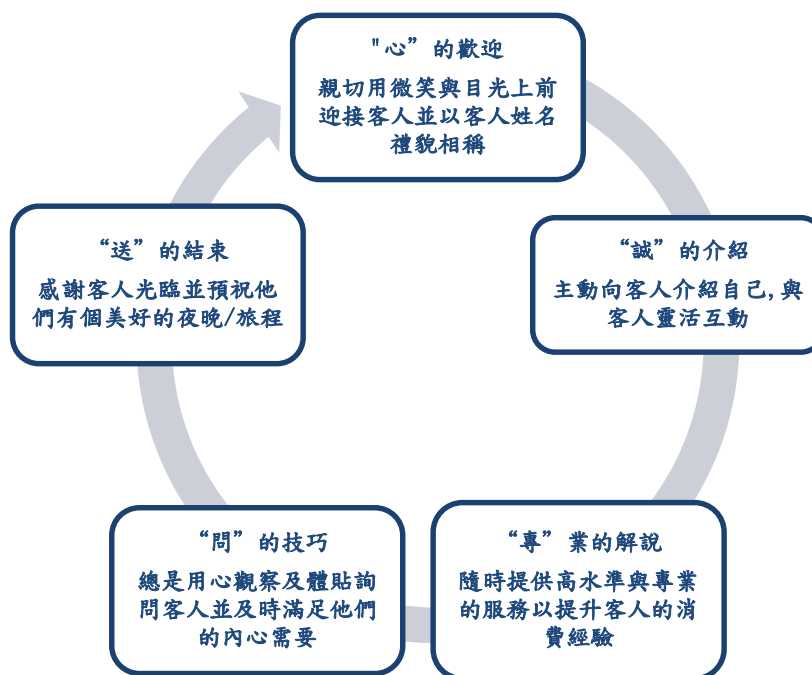 "心”的歡迎
親切用微笑與目光上前
迎接客人並以客人姓名
禮貌相稱
“誠”的介紹
主動向客人介紹自己,與
客人靈活互動
“專”業的解說
隨時提供高水準與專業
的服務以提升客人的消
費經驗
“問”的技巧
總是用心觀察及體貼詢
問客人並及時滿足他們
的內心需要
“送”的結束
感謝客人光臨並預祝他
們有個美好的夜晚/旅程